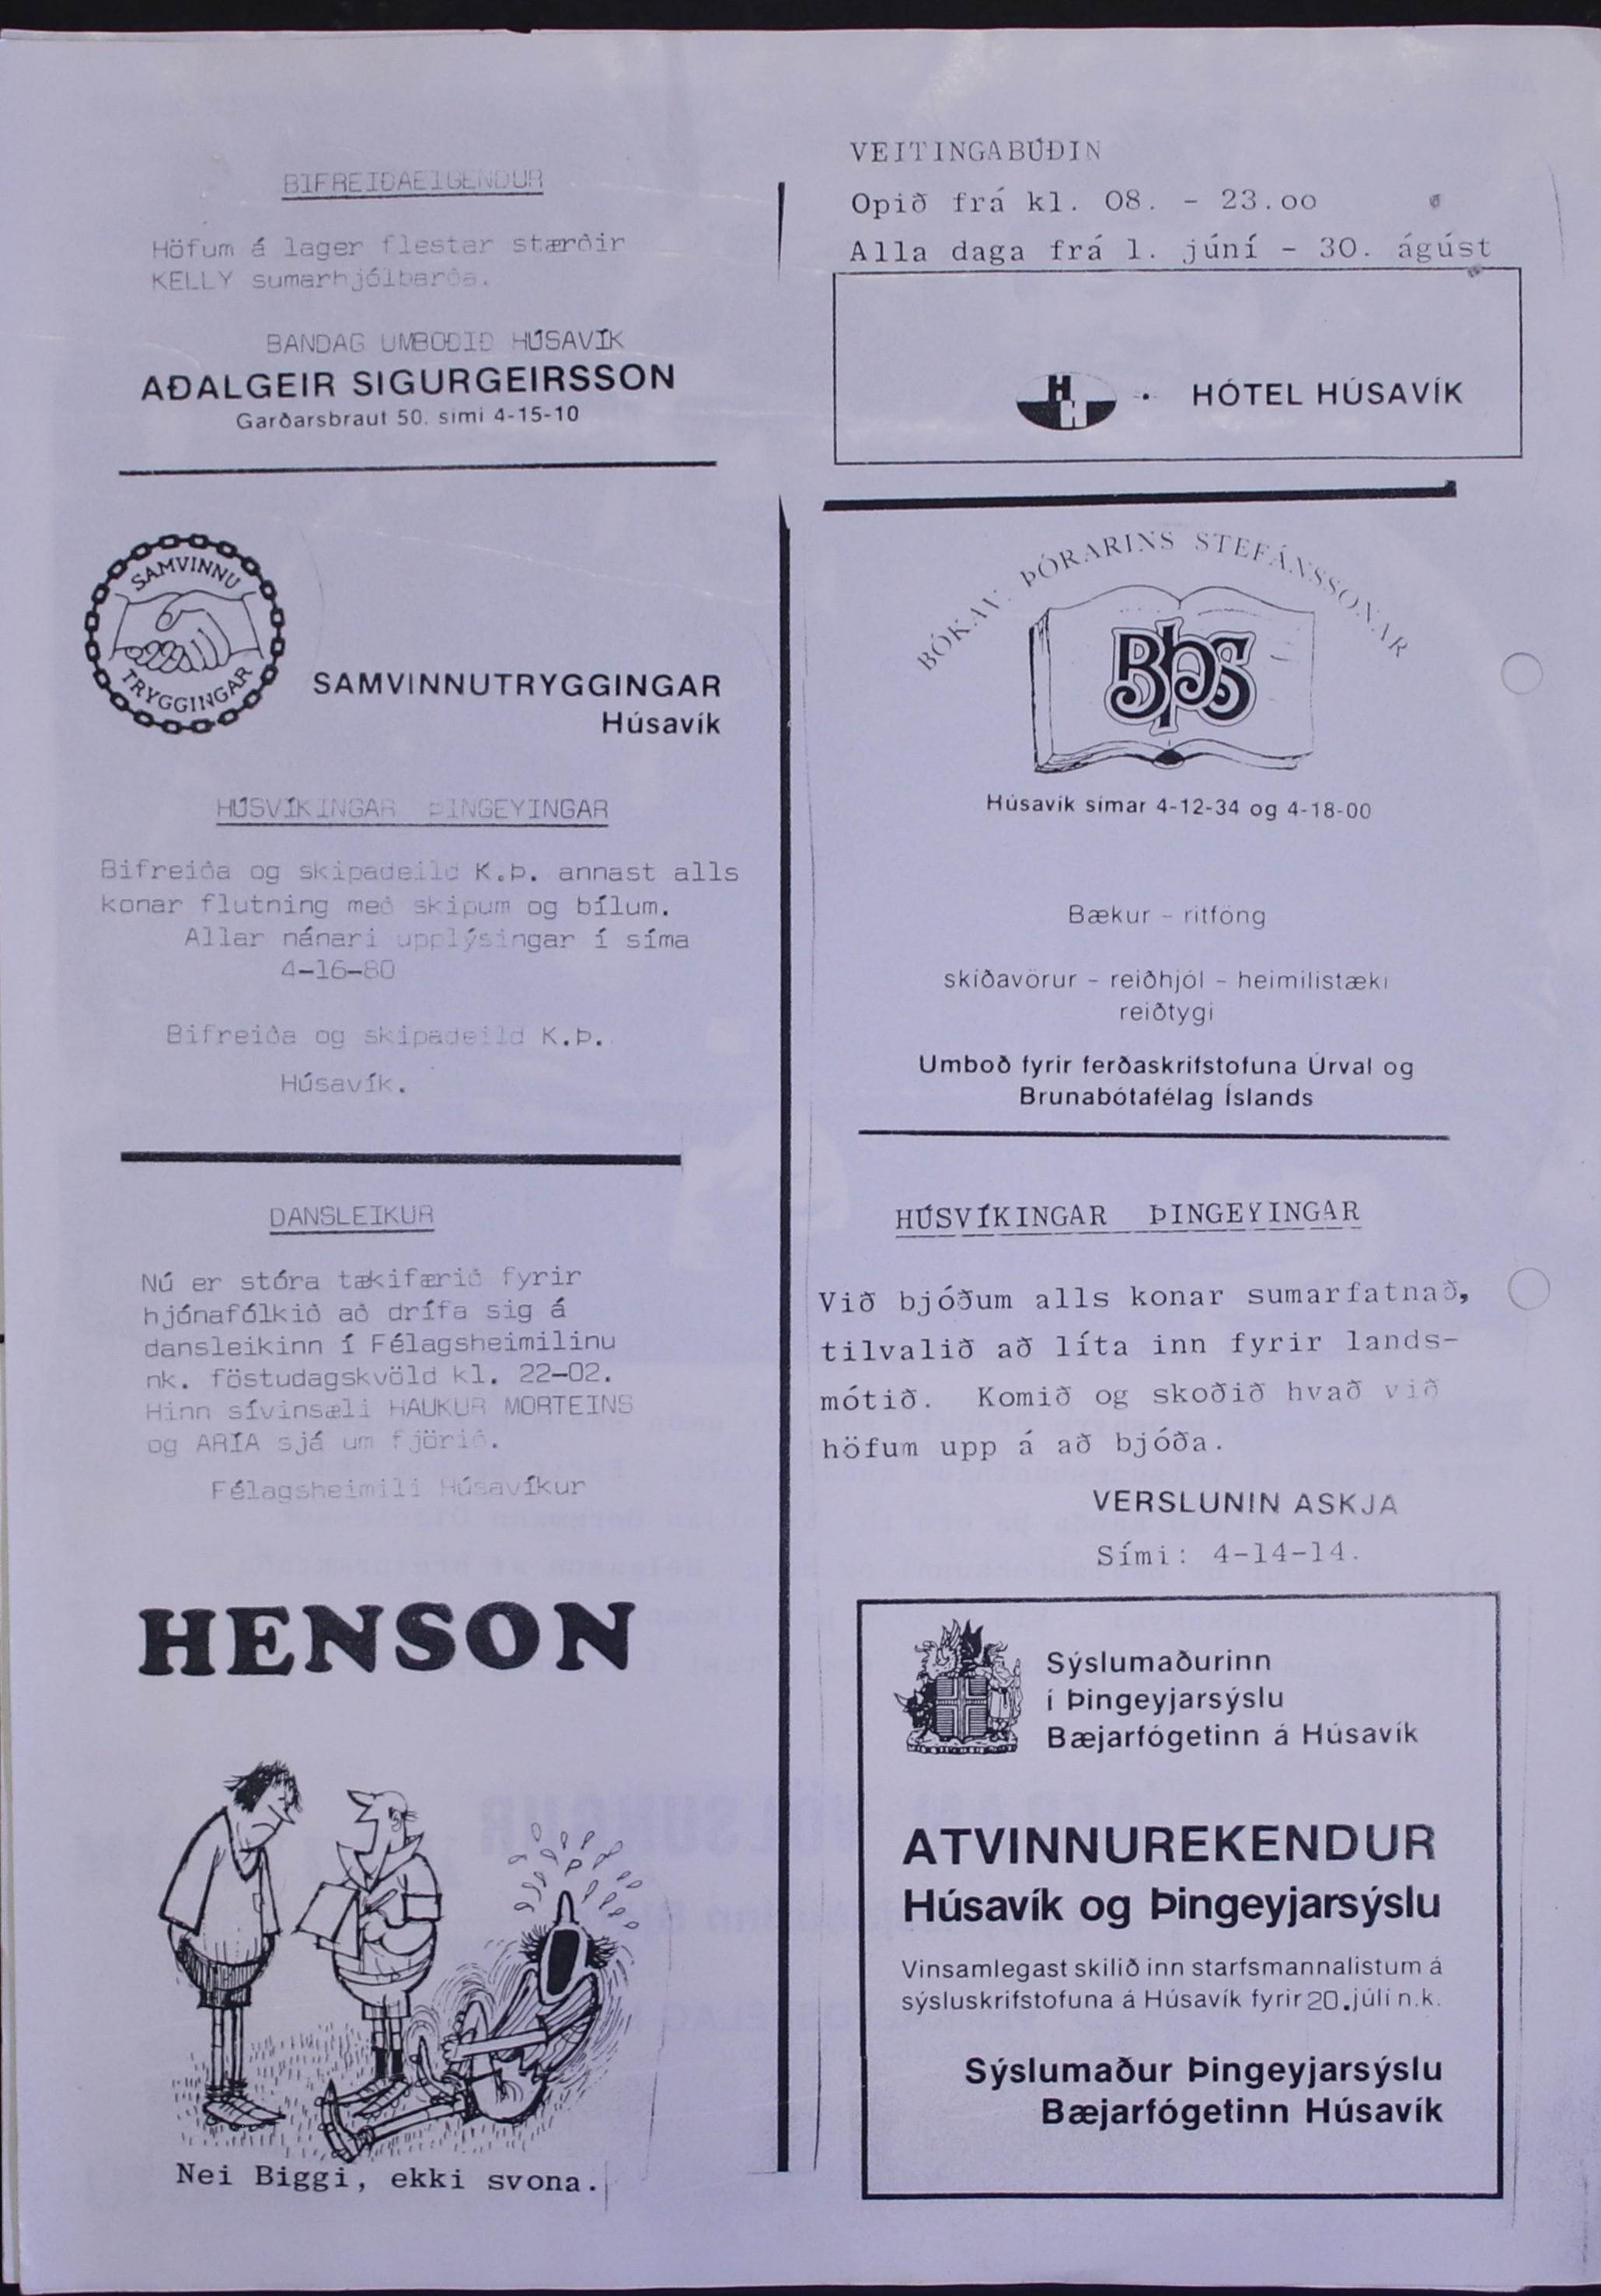 BIFREIÐAEIGENDUR
Höfum á lager flestar stærðir
KELLY sumarhjólbarða.
BANDAG UMBOÐIÐ HÚSAVÍK
AÐALGEIR SIGURGEIRSSON
Garðarsbraut 50. sími 4-15-10
SAMVINNU
TRYGGINGAR
SAMVINNUTRYGGINGAR
Húsavík
HÚSVÍKINGAR ÞINGEYINGAR
Bifreiða og skipadeild K.Þ. annast alls
konar flutning með skipum og bílum.
Allar nánari upplýsingar í síma
4-16-80
Bifreiða og skipadeild K.Þ.
Húsavík.
DANSLEIKUR
Nú er stóra tækifærið fyrir
hjónafólkið að drífa sig á
dansleikinn í Félagsheimilinu
nk. föstudagskvöld kl. 22-02.
Hinn sívinsæli HAUKUR MORTEINS
og ARÍA sjá um fjörið.
Félagsheimili Húsavíkur
HENSON
Nei Biggi, ekki svona.
VEITINGABÚÐIN
Opið frá kl. 08. - 23.oo
Alla daga frá 1. júní - 30. ágúst
HH
HÓTEL HÚSAVÍK
BÓKAV. ÞÓRARINS STEFÁNSSONAR
BÞS
Húsavík símar 4-12-34 og 4-18-00
Bækur - ritföng
skíðavörur - reiðhjól - heimilistæki
reiðtygi
Umboð fyrir ferðaskrifstofuna Úrval og
Brunabótafélag Íslands
HÚSVÍKINGAR ÞINGEYINGAR
Við bjóðum alls konar sumarfatnað,
tilvalið að líta inn fyrir lands-
mótið. Komið og skoðið hvað við
höfum upp á að bjóða.
VERSLUNIN ASKJA
Sími: 4-14-14.
Sýslumaðurinn
í Þingeyjarsýslu
Bæjarfógetinn á Húsavík
ATVINNUREKENDUR
Húsavík og Þingeyjarsýslu
Vinsamlegast skilið inn starfsmannalistum á
sýsluskrifstofuna á Húsavík fyrir 20.júlí n.k.
Sýslumaður Þingeyjarsýslu
Bæjarfógetinn Húsavík